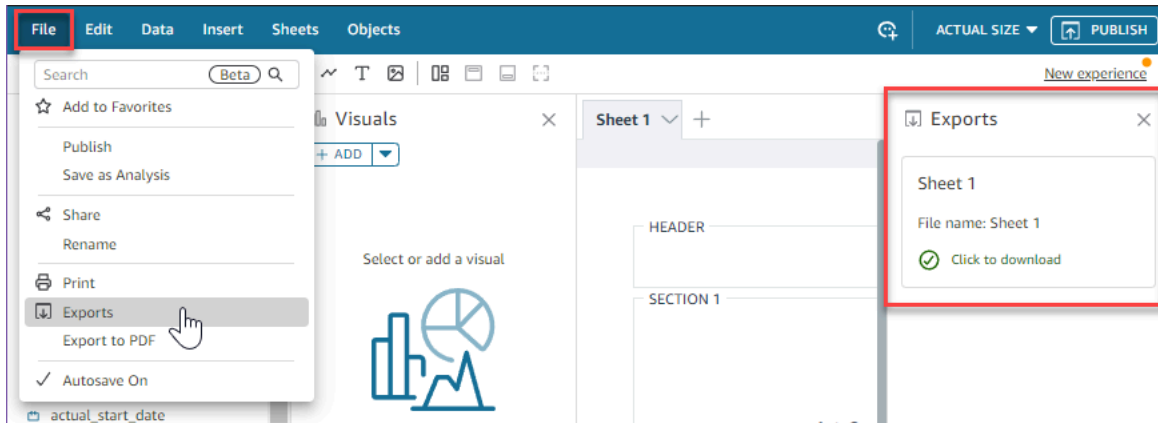 File Edit Data Insert Sheets Objects
ACTUAL SIZE PUBLISH
Search Beta
New experience
Add to Favorites
Publish
Save as Analysis
Share
Rename
Print
Exports
Export to PDF
Autosave On
actual_start_date
Visuals
+ ADD
Select or add a visual
Sheet 1
HEADER
SECTION 1
Exports
Sheet 1
File name: Sheet 1
Click to download